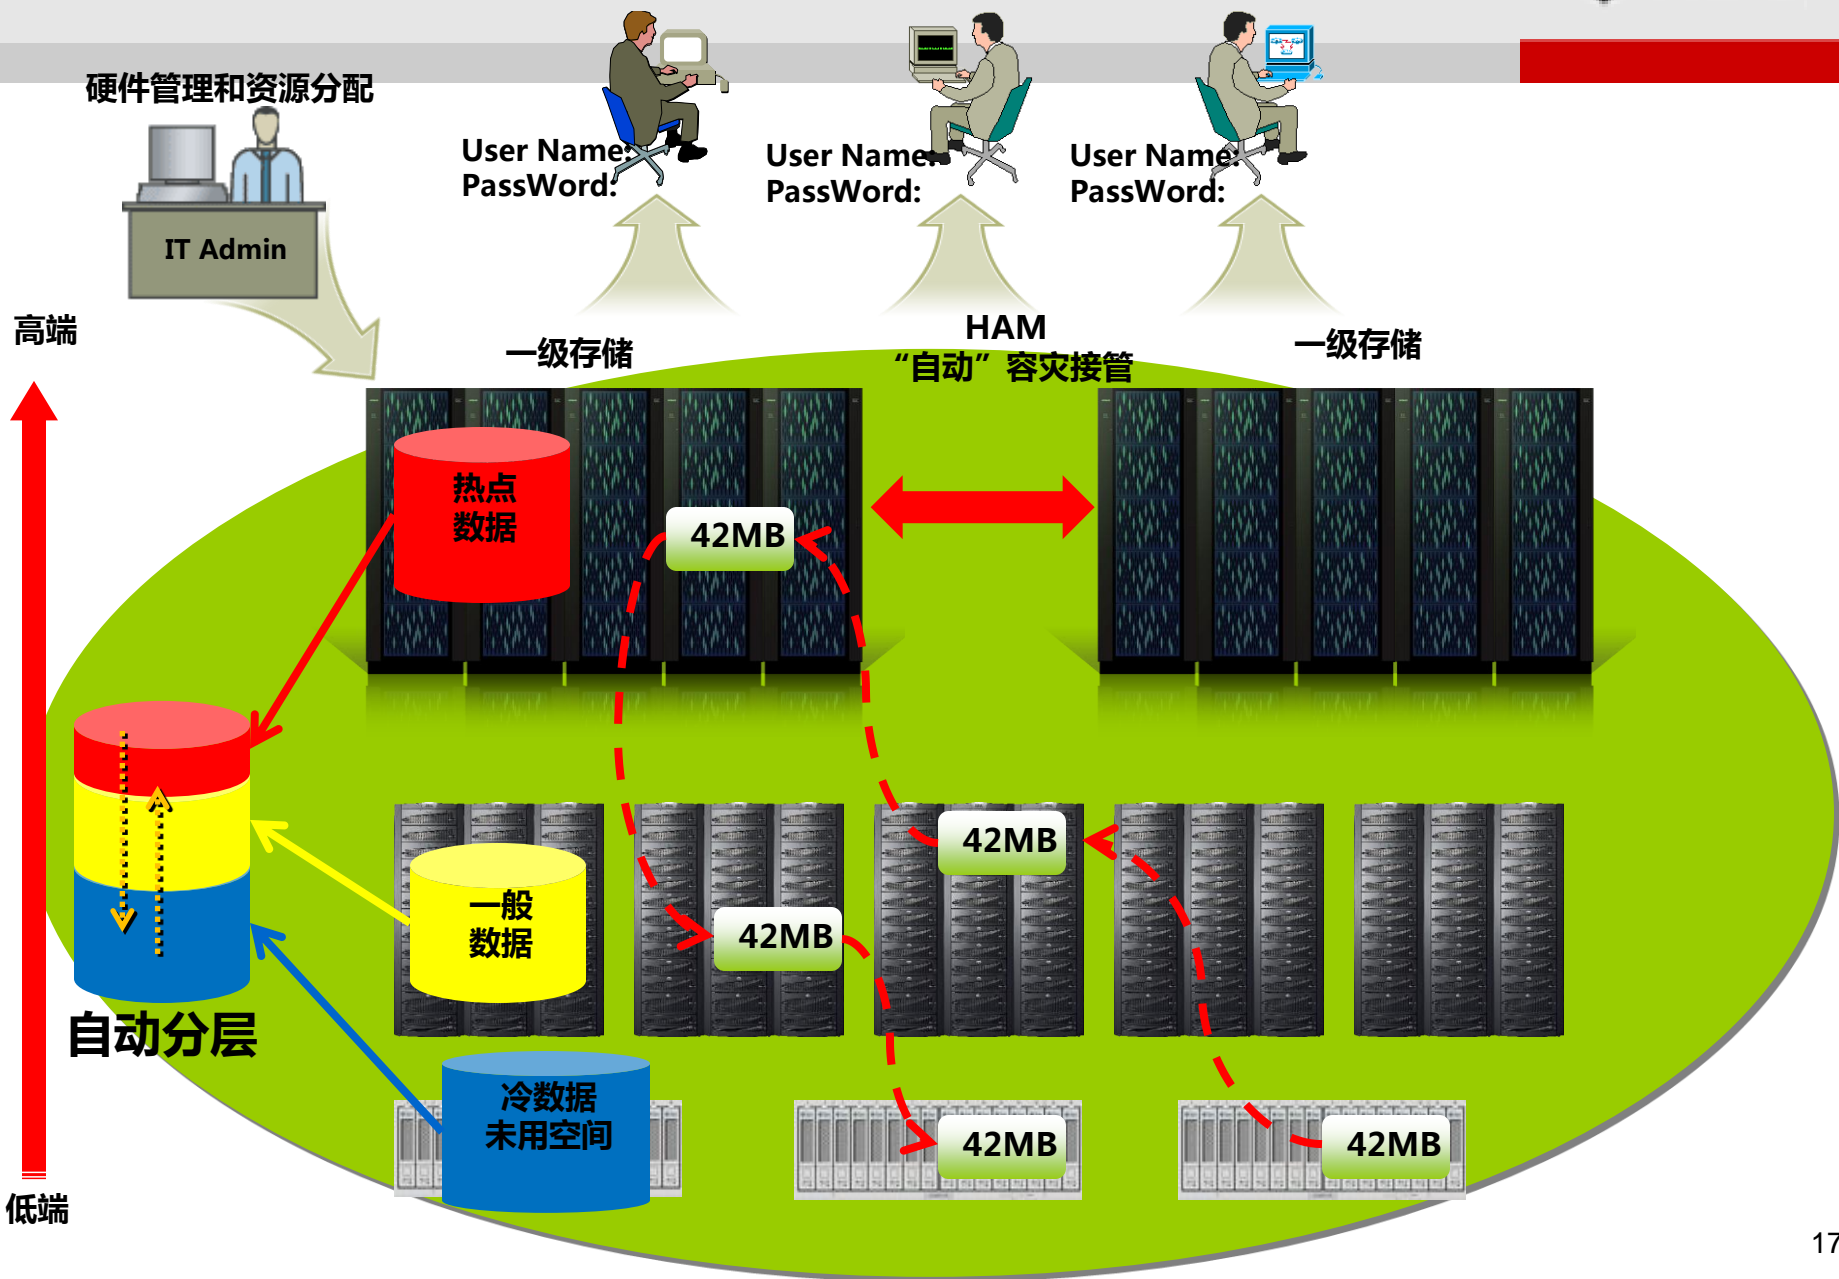 硬件管理和资源分配
IT Admin
User Name:
PassWord:
User Name:
PassWord:
User Name:
PassWord:
高端
一级存储
HAM
“自动”容灾接管
一级存储
热点
数据
42MB
42MB
一般
数据
42MB
自动分层
冷数据
未用空间
42MB
42MB
低端
17